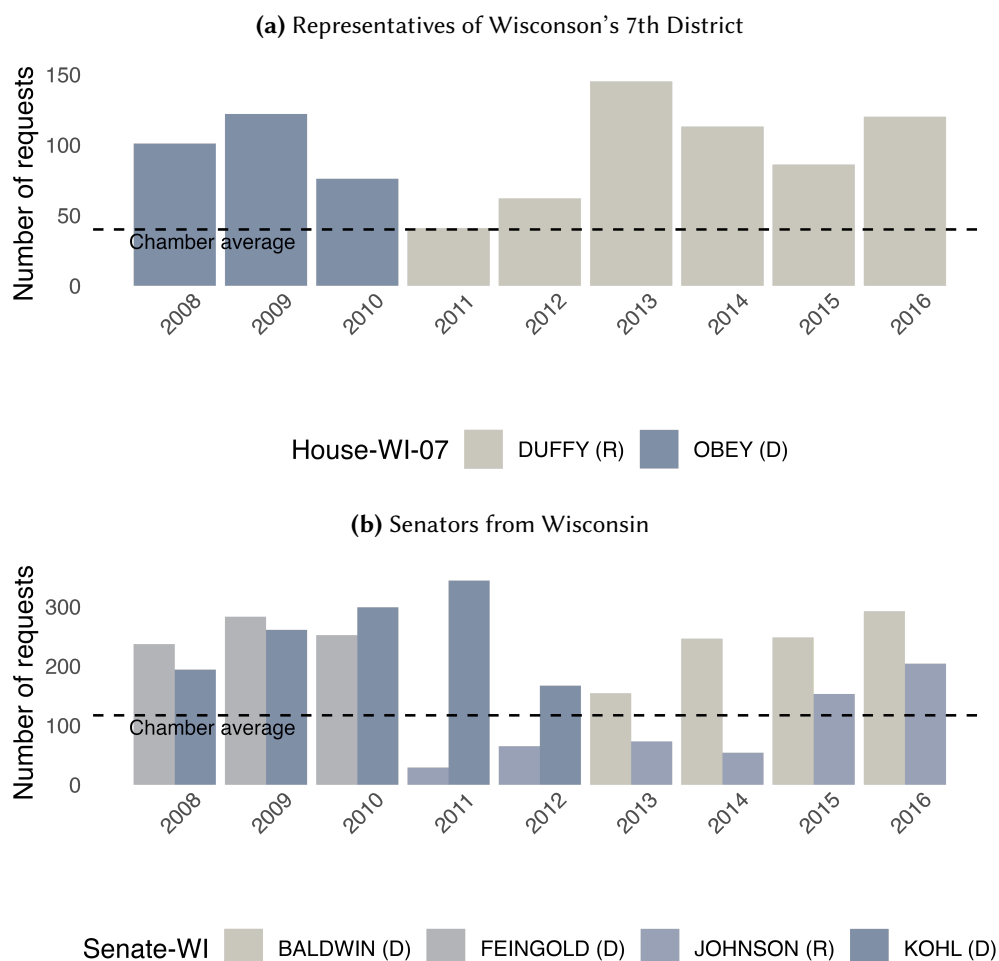 (a) Representatives of Wisconson's 7th District
Number of requests
150
100
50
0
Chamber average
2008 2009 2010 2011 2012 2013 2014 2015 2016
House-WI-07 DUFFY (R) OBEY (D)
(b) Senators from Wisconsin
Number of requests
300
200
100
0
Chamber average
2008 2009 2010 2011 2012 2013 2014 2015 2016
Senate-WI BALDWIN (D) FEINGOLD (D) JOHNSON (R) KOHL (D)